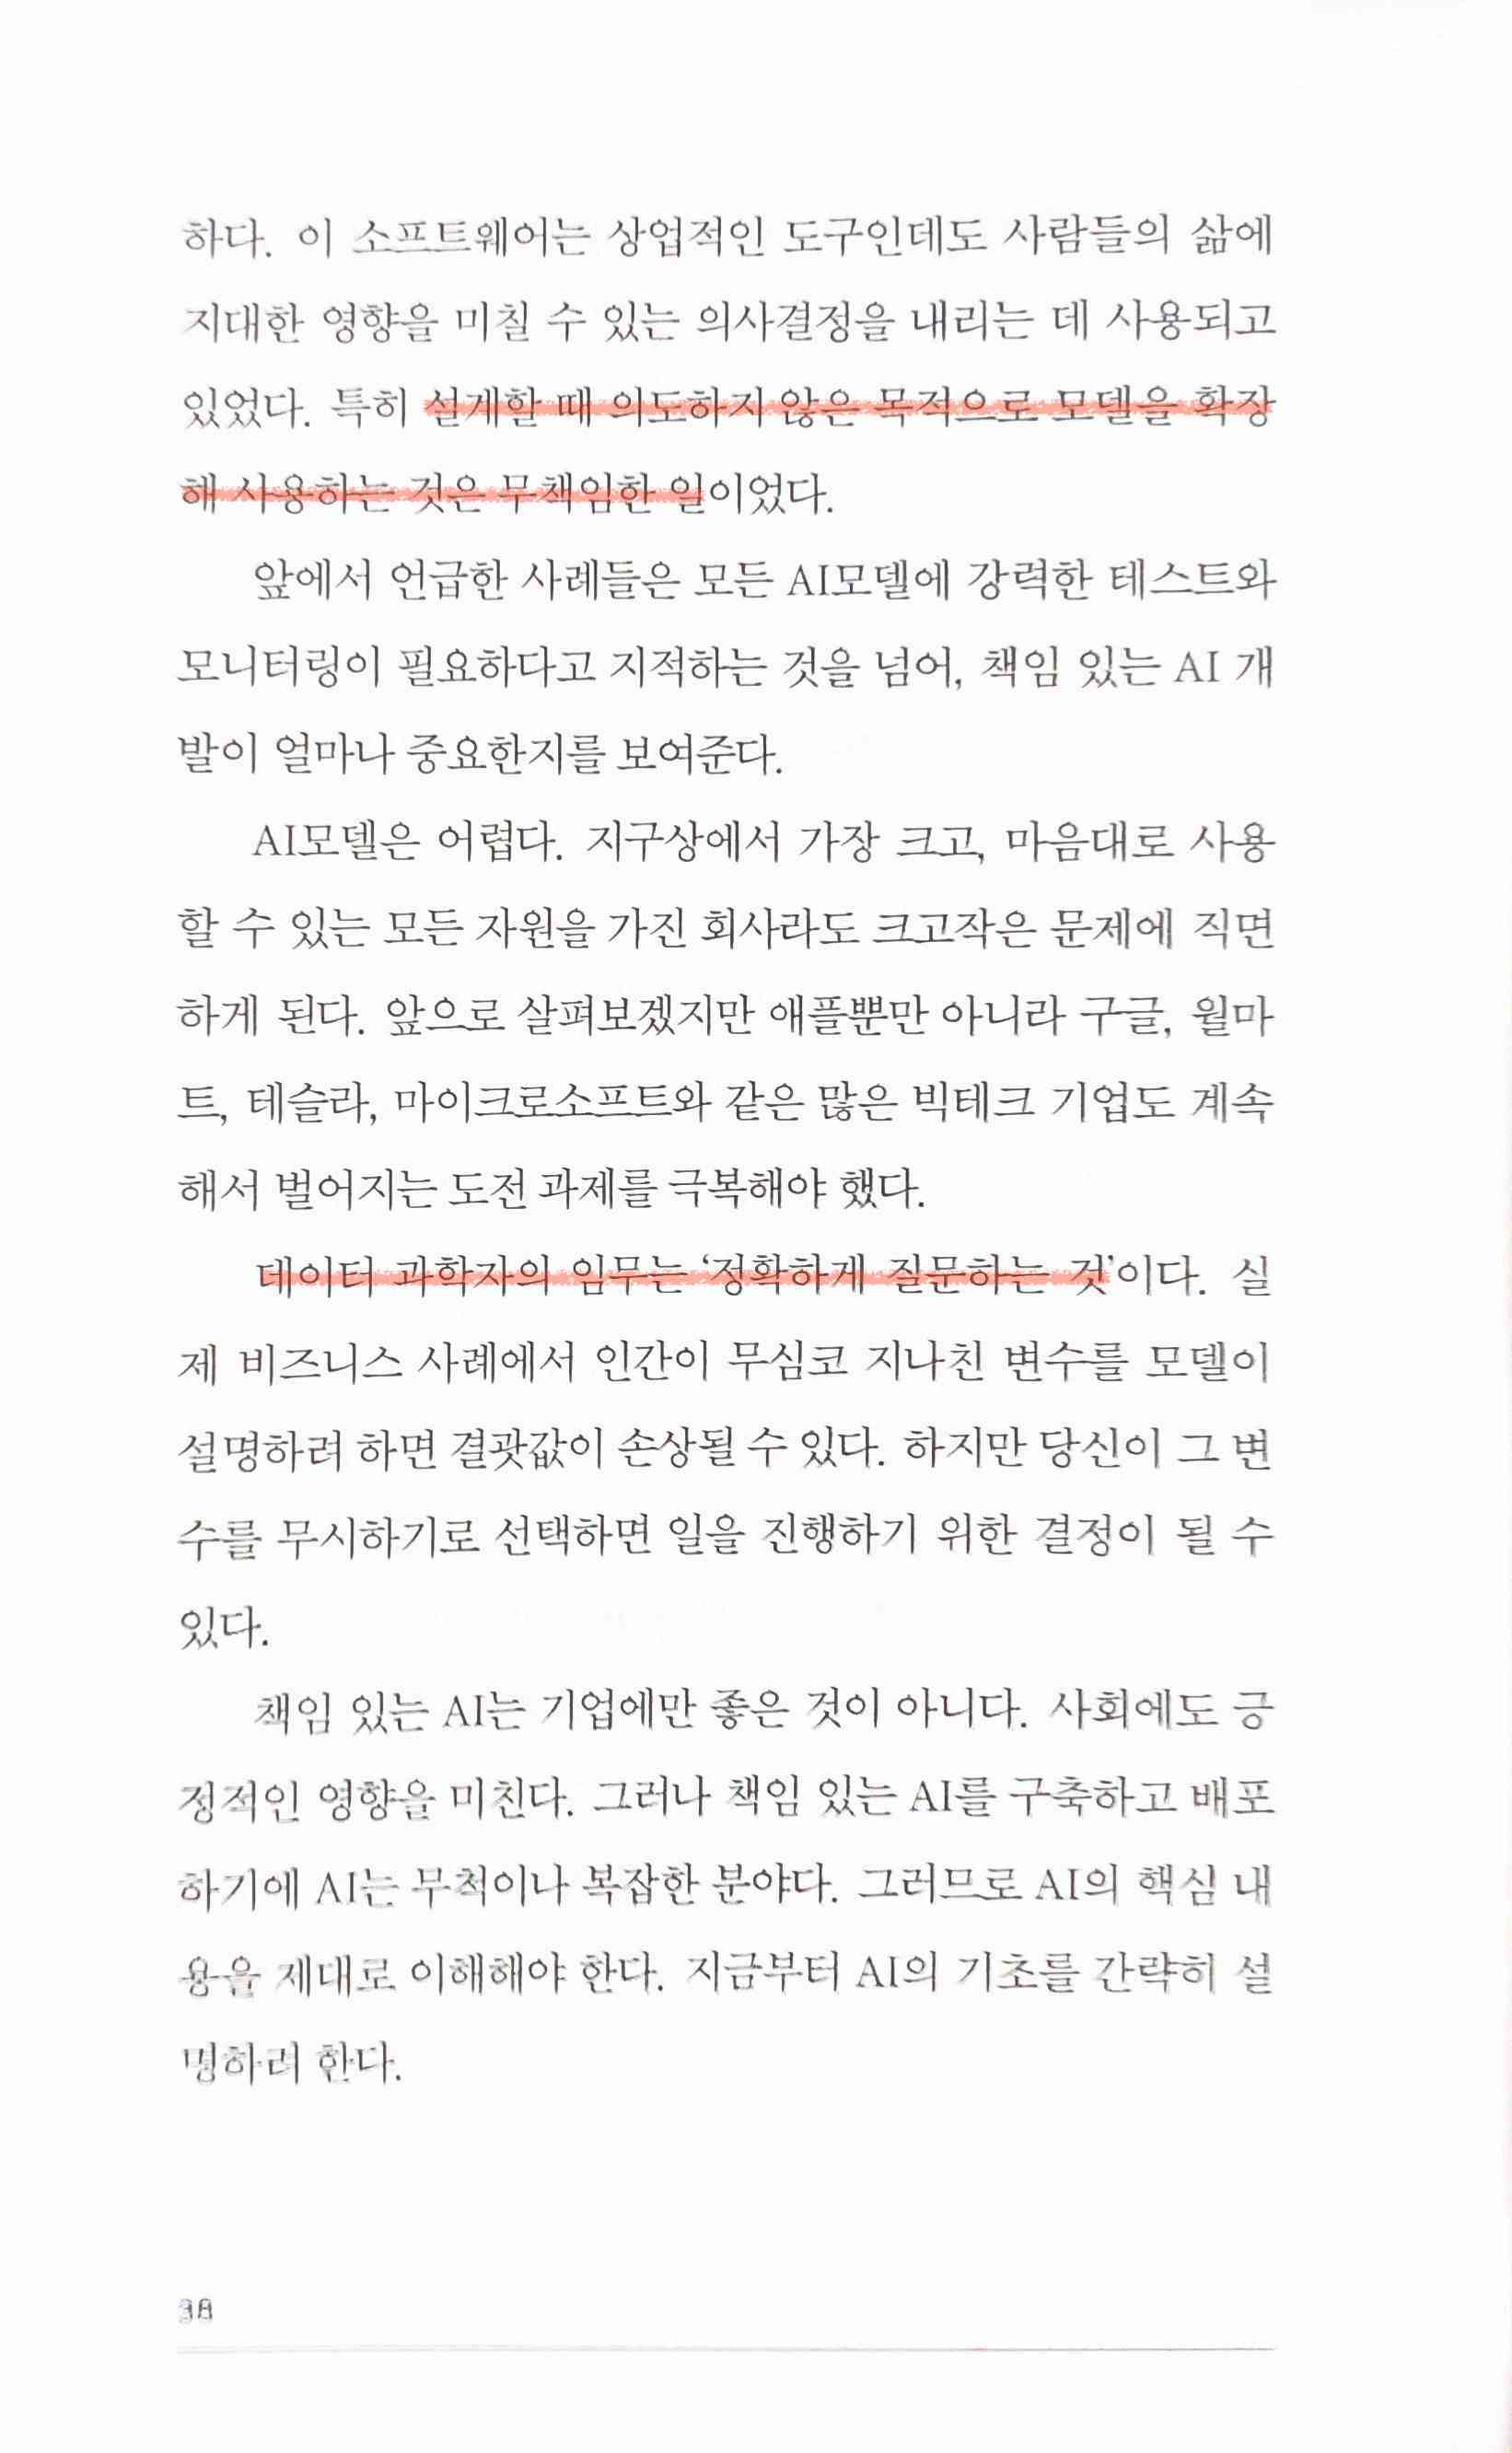 하다. 이 소프트웨어는 상업적인 도구인데도 사람들의 삶에
지대한 영향을 미칠 수 있는 의사결정을 내리는 데 사용되고
있었다. 특히 설계할 때 의도하지 않은 목적으로 모델을 확장
해 사용하는 것은 무책임한 일이었다.
앞에서 언급한 사례들은 모든 AI모델에 강력한 테스트와
모니터링이 필요하다고 지적하는 것을 넘어, 책임 있는 AI 개
발이 얼마나 중요한지를 보여준다.
AI모델은 어렵다. 지구상에서 가장 크고, 마음대로 사용
할 수 있는 모든 자원을 가진 회사라도 크고작은 문제에 직면
하게 된다. 앞으로 살펴보겠지만 애플뿐만 아니라 구글, 월마
트, 테슬라, 마이크로소프트와 같은 많은 빅테크 기업도 계속
해서 벌어지는 도전 과제를 극복해야 했다.
데이터 과학자의 임무는 ‘정확하게 질문하는 것’이다. 실
제 비즈니스 사례에서 인간이 무심코 지나친 변수를 모델이
설명하려 하면 결괏값이 손상될 수 있다. 하지만 당신이 그 변
수를 무시하기로 선택하면 일을 진행하기 위한 결정이 될 수
있다.
책임 있는 AI는 기업에만 좋은 것이 아니다. 사회에도 긍
정적인 영향을 미친다. 그러나 책임 있는 AI를 구축하고 배포
하기에 AI는 무척이나 복잡한 분야다. 그러므로 AI의 핵심 내
용을 제대로 이해해야 한다. 지금부터 AI의 기초를 간략히 설
명하려 한다.
38